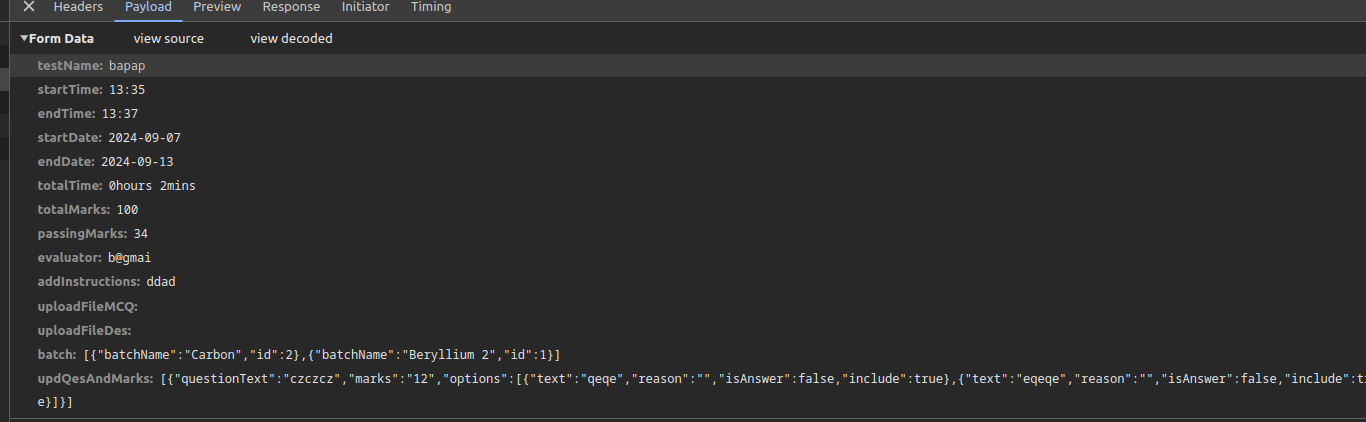 Headers Payload Preview Response Initiator Timing
Form Data view source view decoded
testName: bapap
startTime: 13:35
endTime: 13:37
startDate: 2024-09-07
endDate: 2024-09-13
totalTime: 0hours 2mins
totalMarks: 100
passingMarks: 34
evaluator: b@gmai
addInstructions: ddad
uploadFileMCQ:
uploadFileDes:
batch: [{"batchName":"Carbon","id":2},{"batchName":"Beryllium 2","id":1}]
updQesAndMarks: [{"questionText":"czczcz","marks":"12","options":[{"text":"qeqe","reason":"","isAnswer":false,"include":true},{"text":"eqeqe","reason":"","isAnswer":false,"include":
e}]}]